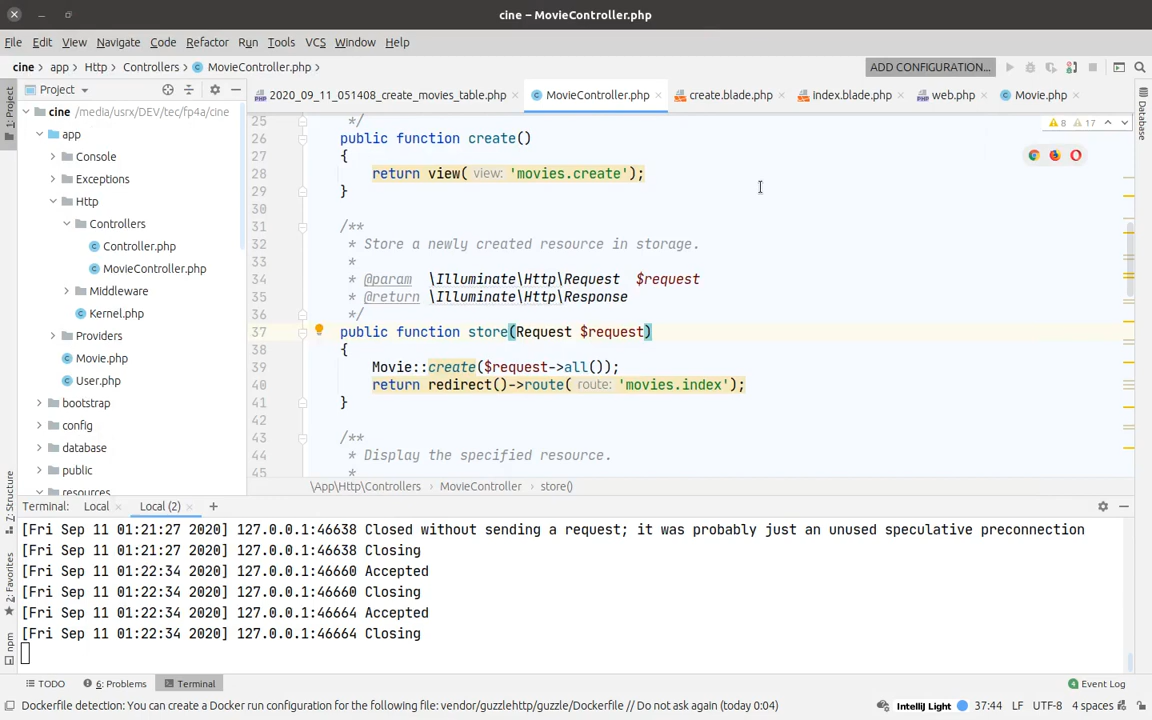 cine – MovieController.php
File Edit View Navigate Code Refactor Run Tools VCS Window Help
cine app Http Controllers MovieController.php ADD CONFIGURATION...
1: Project
Project
2020_09_11_051408_create_movies_table.php MovieController.php create.blade.php index.blade.php web.php Movie.php
Database
cine /media/usrx/DEV/tec/fp4a/cine
app
Console
Exceptions
Http
Controllers
Controller.php
MovieController.php
Middleware
Kernel.php
Providers
Movie.php
User.php
bootstrap
config
database
public
resources
8 17
25 */
26 public function create()
27 {
28 return view( view: 'movies.create');
29 }
30
31 /**
32 * Store a newly created resource in storage.
33 *
34 * @param \Illuminate\Http\Request $request
35 * @return \Illuminate\Http\Response
36 */
37 public function store(Request $request)
38 {
39 Movie::create($request->all());
40 return redirect()->route( route: 'movies.index');
41 }
42
43 /**
44 * Display the specified resource.
45 *
\App\Http\Controllers MovieController store()
7: Structure
2: Favorites
npm
Terminal: Local Local (2) +
[Fri Sep 11 01:21:27 2020] 127.0.0.1:46638 Closed without sending a request; it was probably just an unused speculative preconnection
[Fri Sep 11 01:21:27 2020] 127.0.0.1:46638 Closing
[Fri Sep 11 01:22:34 2020] 127.0.0.1:46660 Accepted
[Fri Sep 11 01:22:34 2020] 127.0.0.1:46660 Closing
[Fri Sep 11 01:22:34 2020] 127.0.0.1:46664 Accepted
[Fri Sep 11 01:22:34 2020] 127.0.0.1:46664 Closing
TODO 6: Problems Terminal 4 Event Log
Dockerfile detection: You can create a Docker run configuration for the following file: vendor/guzzlehttp/guzzle/Dockerfile // Do not ask again (today 0:04) IntelliJ Light 37:44 LF UTF-8 4 spaces